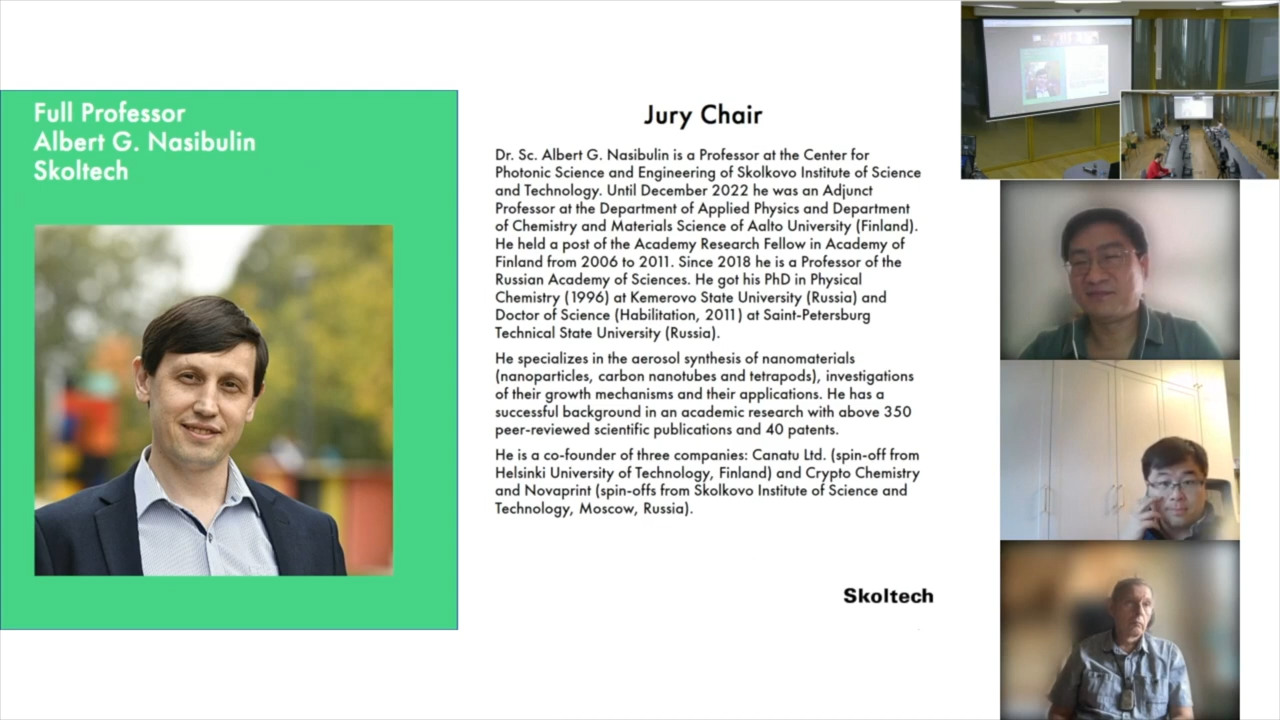 Full Professor
Albert G. Nasibulin
Skoltech
Jury Chair
Dr. Sc. Albert G. Nasibulin is a Professor at the Center for
Photonic Science and Engineering of Skolkovo Institute of Science
and Technology. Until December 2022 he was an Adjunct
Professor at the Department of Applied Physics and Department
of Chemistry and Materials Science of Aalto University (Finland).
He held a post of the Academy Research Fellow in Academy of
Finland from 2006 to 2011. Since 2018 he is a Professor of the
Russian Academy of Sciences. He got his PhD in Physical
Chemistry (1996) at Kemerovo State University (Russia) and
Doctor of Science (Habilitation, 2011) at Saint-Petersburg
Technical State University (Russia).
He specializes in the aerosol synthesis of nanomaterials
(nanoparticles, carbon nanotubes and tetrapods), investigations
of their growth mechanisms and their applications. He has a
successful background in an academic research with above 350
peer-reviewed scientific publications and 40 patents.
He is a co-founder of three companies: Canatu Ltd. (spin-off from
Helsinki University of Technology, Finland) and Crypto Chemistry
and Novaprint (spin-offs from Skolkovo Institute of Science and
Technology, Moscow, Russia).
Skoltech